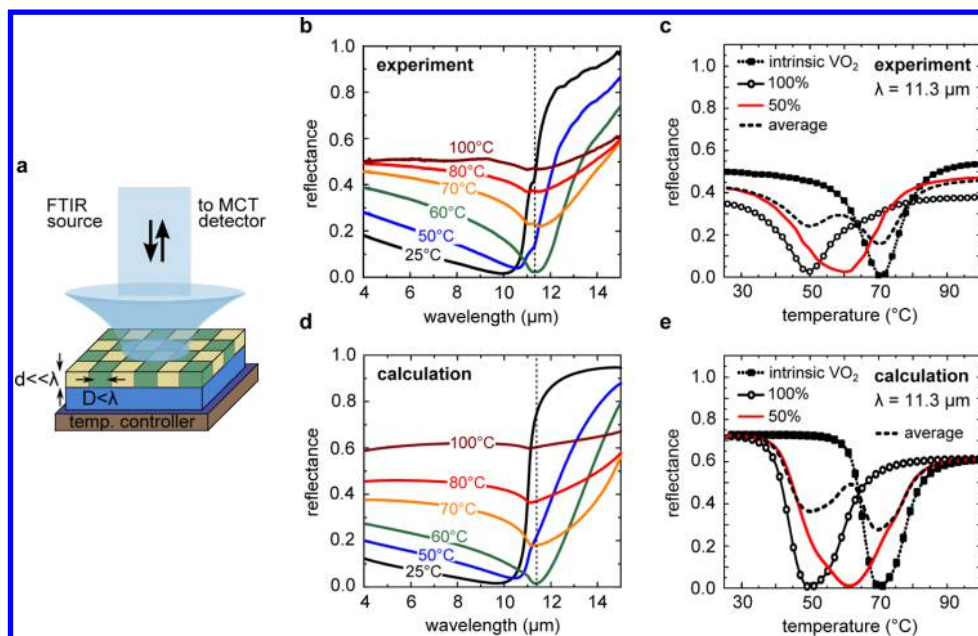 a
FTIR
source
to MCT
detector
d<<λ
D<λ
temp. controller
b
experiment
reflectance
1.0
0.8
0.6
0.4
0.2
0.0
100°C
80°C
70°C
60°C
50°C
25°C
4 6 8 10 12 14
wavelength (μm)
c
intrinsic VO₂
100%
50%
average
experiment
λ = 11.3 μm
reflectance
1.0
0.8
0.6
0.4
0.2
0.0
30 50 70 90
temperature (°C)
d
calculation
reflectance
1.0
0.8
0.6
0.4
0.2
0.0
100°C
80°C
70°C
60°C
50°C
25°C
4 6 8 10 12 14
wavelength (μm)
e
intrinsic VO₂
100%
50%
average
calculation
λ = 11.3 μm
reflectance
1.0
0.8
0.6
0.4
0.2
0.0
30 50 70 90
temperature (°C)